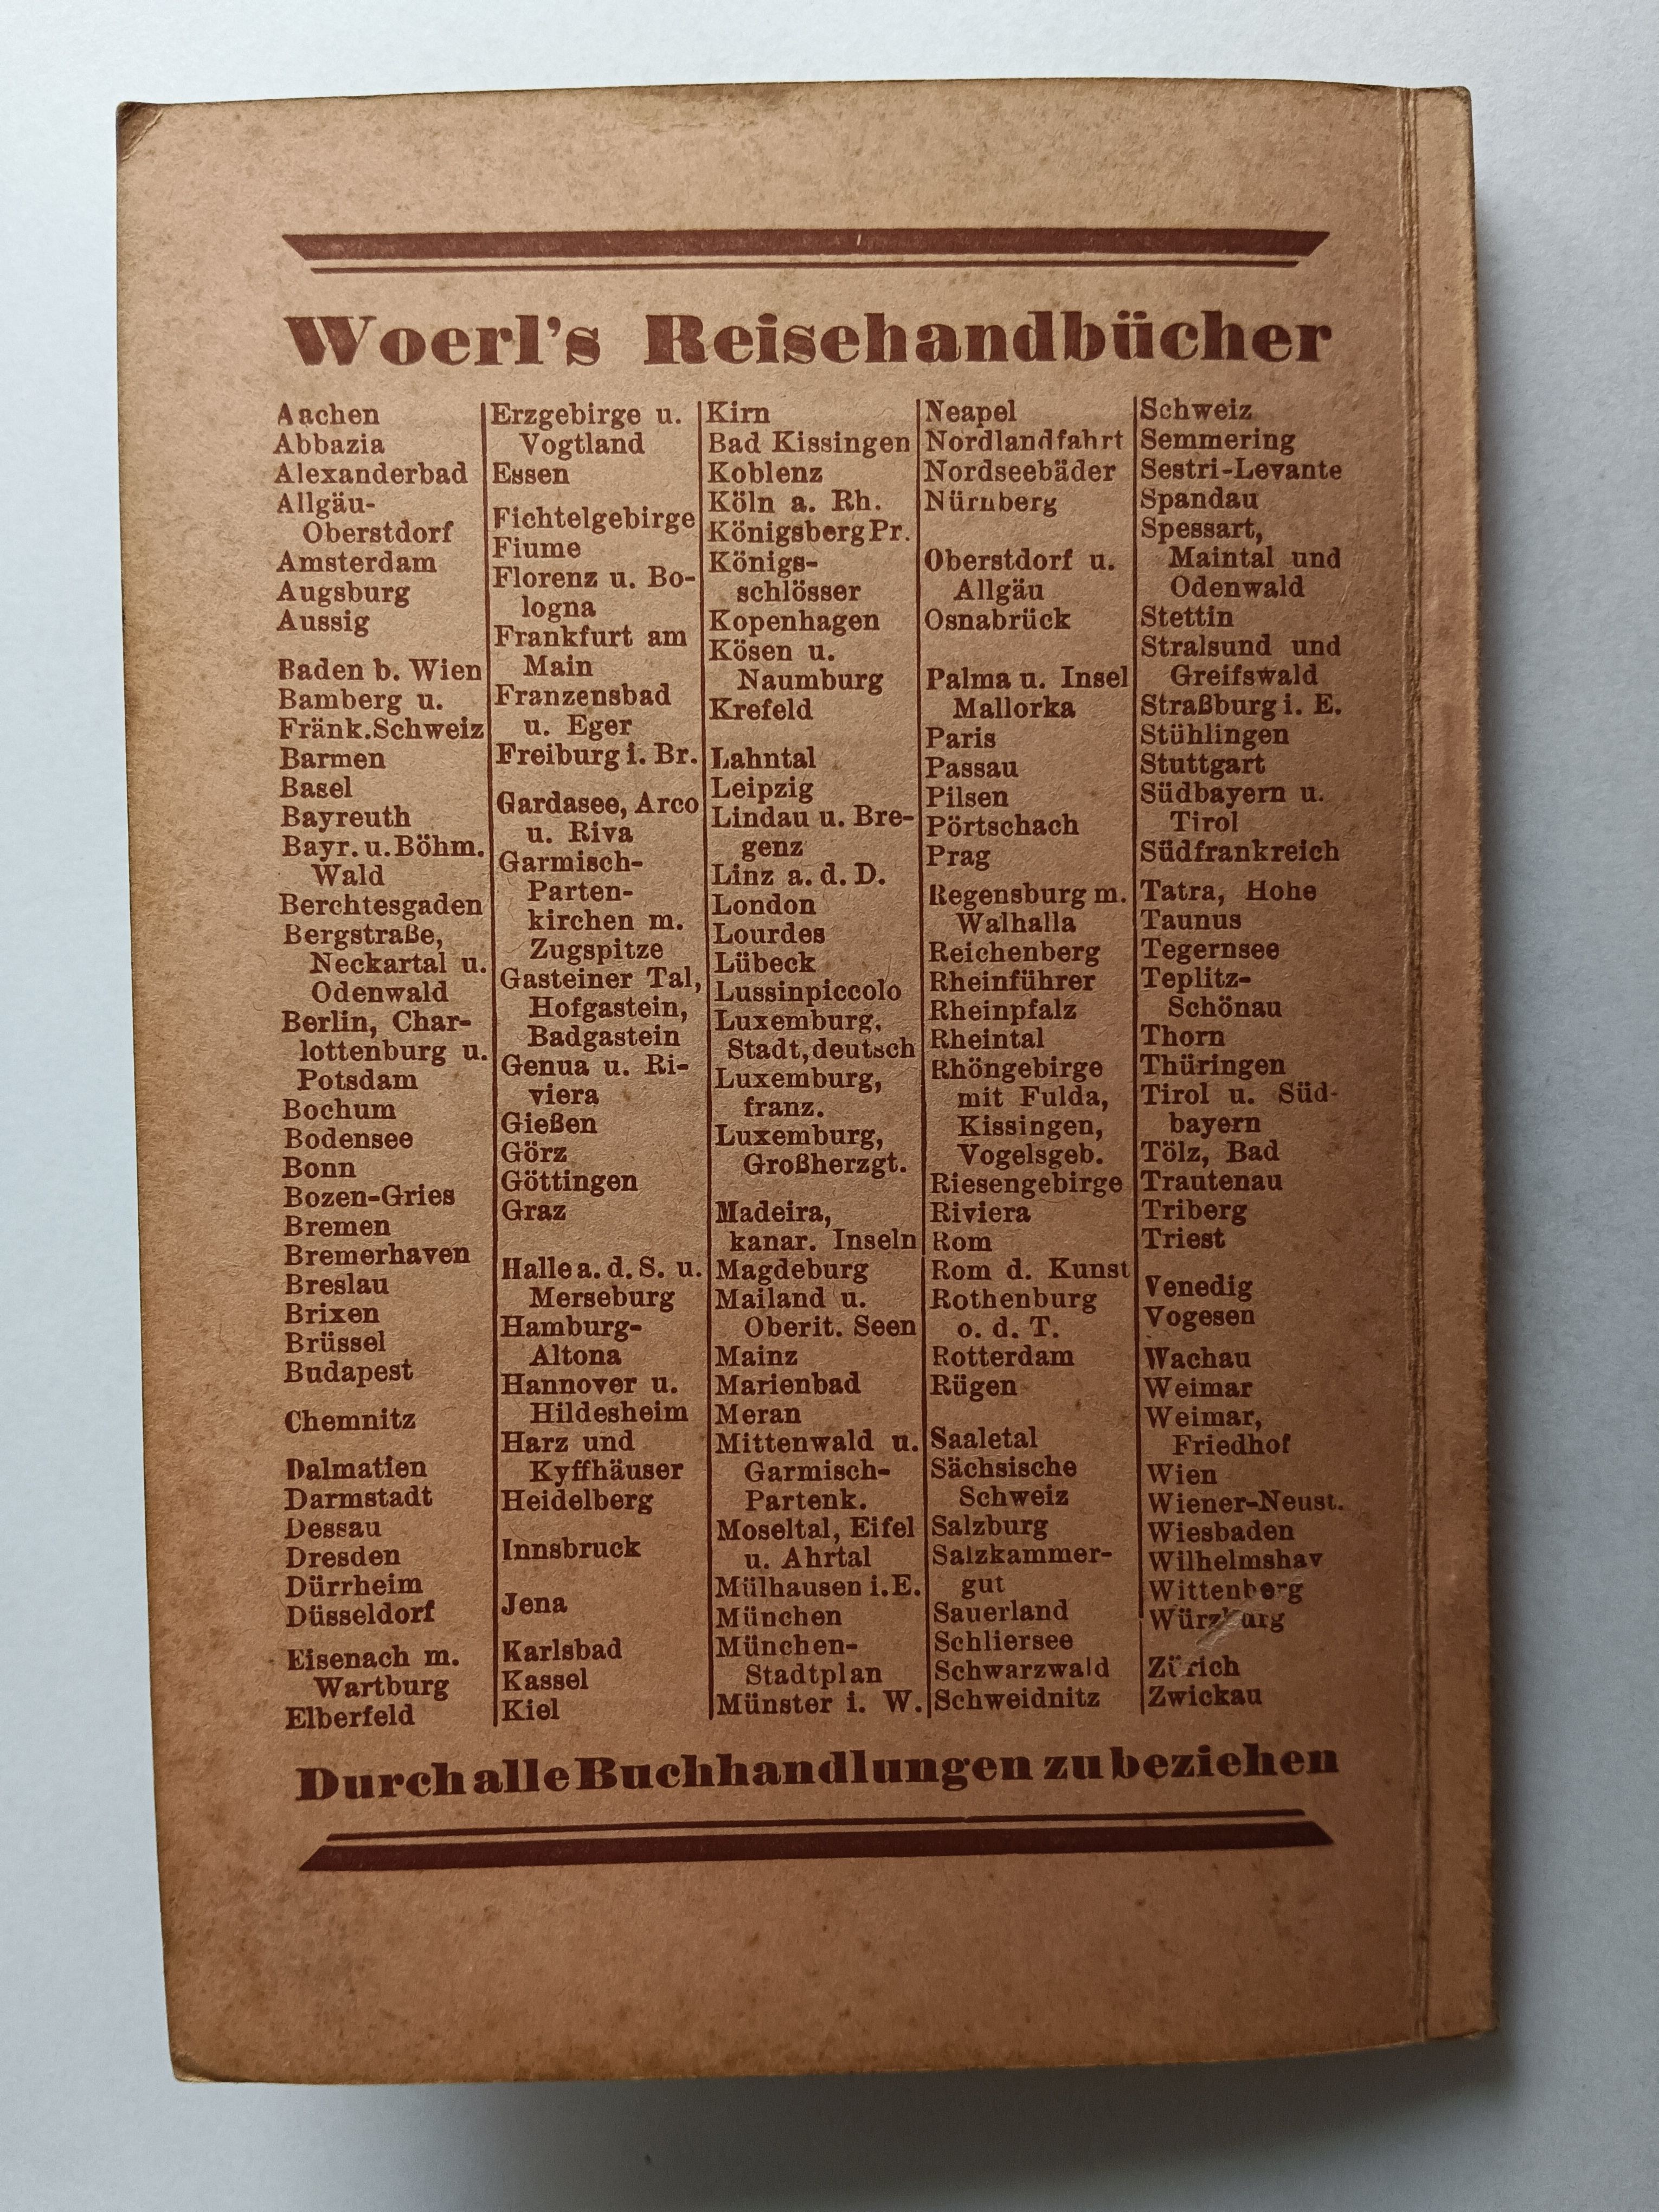 Woerl's Reisehandbücher
Aachen
Abbazia
Alexanderbad
Allgäu-
Oberstdorf
Amsterdam
Augsburg
Aussig
Baden b. Wien
Bamberg u.
Fränk. Schweiz
Barmen
Basel
Bayreuth
Bayr. u. Böhm.
Wald
Berchtesgaden
Bergstraße,
Neckartal u.
Odenwald
Berlin, Char-
lottenburg u.
Potsdam
Bochum
Bodensee
Bonn
Bozen-Gries
Bremen
Bremerhaven
Breslau
Brixen
Brüssel
Budapest
Chemnitz
Dalmatien
Darmstadt
Dessau
Dresden
Dürrheim
Düsseldorf
Eisenach m.
Wartburg
Elberfeld
Erzgebirge u.
Vogtland
Essen
Fichtelgebirge
Fiume
Florenz u. Bo-
logna
Frankfurt am
Main
Franzensbad
u. Eger
Freiburg i. Br.
Gardasee, Arco
u. Riva
Garmisch-
Parten-
kirchen m.
Zugspitze
Gasteiner Tal,
Hofgastein,
Badgastein
Genua u. Ri-
viera
Gießen
Görz
Göttingen
Graz
Halle a. d. S. u.
Merseburg
Hamburg-
Altona
Hannover u.
Hildesheim
Harz und
Kyffhäuser
Heidelberg
Innsbruck
Jena
Karlsbad
Kassel
Kiel
Kirn
Bad Kissingen
Koblenz
Köln a. Rh.
Königsberg Pr.
Königs-
schlösser
Kopenhagen
Kösen u.
Naumburg
Krefeld
Lahntal
Leipzig
Lindau u. Bre-
genz
Linz a. d. D.
London
Lourdes
Lübeck
Lussinpiccolo
Luxemburg,
Stadt, deutsch
Luxemburg,
franz.
Luxemburg,
Großherzgt.
Madeira,
kanar. Inseln
Magdeburg
Mailand u.
Oberit. Seen
Mainz
Marienbad
Meran
Mittenwald u.
Garmisch-
Partenk.
Moseltal, Eifel
u. Ahrtal
Mülhausen i. E.
München
München-
Stadtplan
Münster i. W.
Neapel
Nordlandfahrt
Nordseebäder
Nürnberg
Oberstdorf u.
Allgäu
Osnabrück
Palma u. Insel
Mallorka
Paris
Passau
Pilsen
Pörtschach
Prag
Regensburg m.
Walhalla
Reichenberg
Rheinführer
Rheinpfalz
Rheintal
Rhöngebirge
mit Fulda,
Kissingen,
Vogelsgeb.
Riesengebirge
Riviera
Rom
Rom d. Kunst
Rothenburg
o. d. T.
Rotterdam
Rügen
Saaletal
Sächsische
Schweiz
Salzburg
Salzkammer-
gut
Sauerland
Schliersee
Schwarzwald
Schweidnitz
Schweiz
Semmering
Sestri-Levante
Spandau
Spessart,
Maintal und
Odenwald
Stettin
Stralsund und
Greifswald
Straßburg i. E.
Stühlingen
Stuttgart
Südbayern u.
Tirol
Südfrankreich
Tatra, Hohe
Taunus
Tegernsee
Teplitz-
Schönau
Thorn
Thüringen
Tirol u. Süd-
bayern
Tölz, Bad
Trautenau
Triberg
Triest
Venedig
Vogesen
Wachau
Weimar
Weimar,
Friedhof
Wien
Wiener-Neust.
Wiesbaden
Wilhelmshav
Wittenberg
Würzburg
Zürich
Zwickau
Durch alle Buchhandlungen zu beziehen